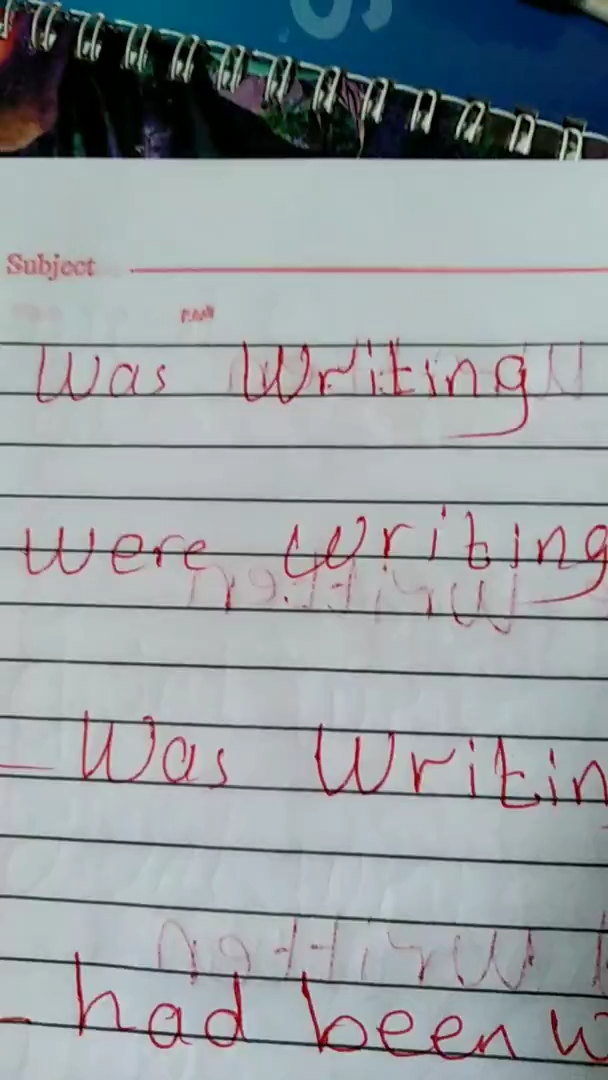 Subject
Was Writing
were writing
- Was Writin
- had been w